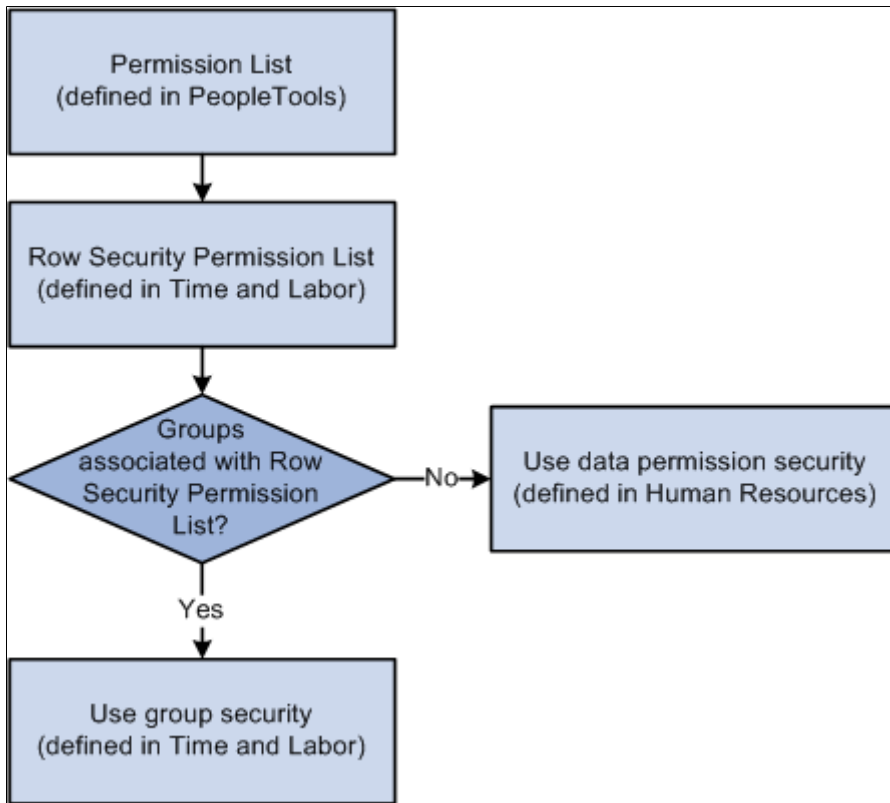 Permission List
(defined in PeopleTools)
Row Security Permission List
(defined in Time and Labor)
Groups
associated with Row
Security Permission
List?
No
Use data permission security
(defined in Human Resources)
Yes
Use group security
(defined in Time and Labor)